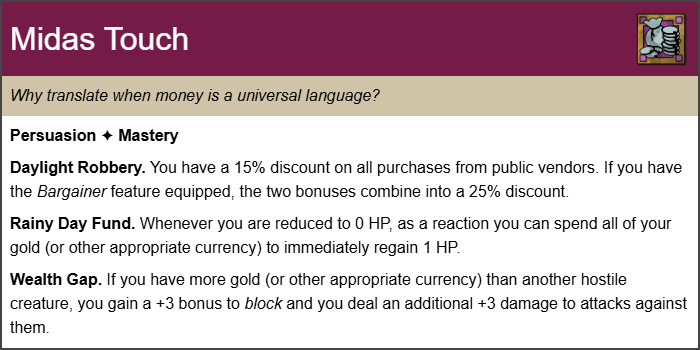 Midas Touch
Why translate when money is a universal language?
Persuasion ✦ Mastery
Daylight Robbery. You have a 15% discount on all purchases from public vendors. If you have
the Bargainer feature equipped, the two bonuses combine into a 25% discount.
Rainy Day Fund. Whenever you are reduced to 0 HP, as a reaction you can spend all of your
gold (or other appropriate currency) to immediately regain 1 HP.
Wealth Gap. If you have more gold (or other appropriate currency) than another hostile
creature, you gain a +3 bonus to block and you deal an additional +3 damage to attacks against
them.